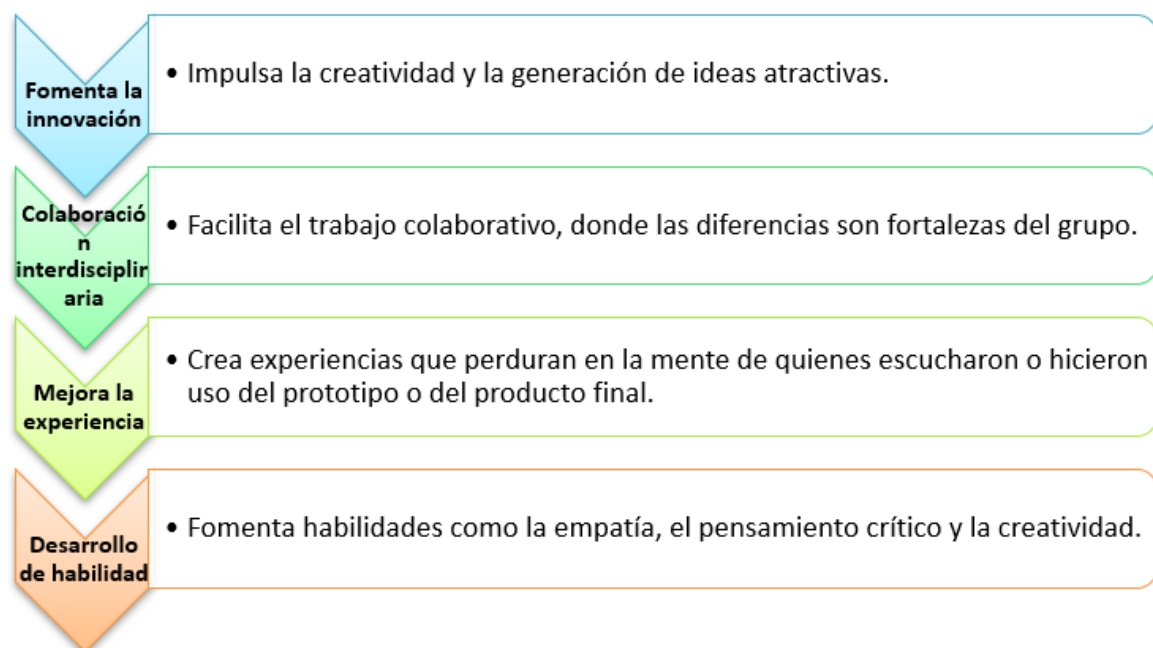 Fomenta la
innovación
• Impulsa la creatividad y la generación de ideas atractivas.
Colaboració
n
interdisciplin
aria
• Facilita el trabajo colaborativo, donde las diferencias son fortalezas del grupo.
Mejora la
experiencia
• Crea experiencias que perduran en la mente de quienes escucharon o hicieron
uso del prototipo o del producto final.
Desarrollo
de habilidad
• Fomenta habilidades como la empatía, el pensamiento crítico y la creatividad.